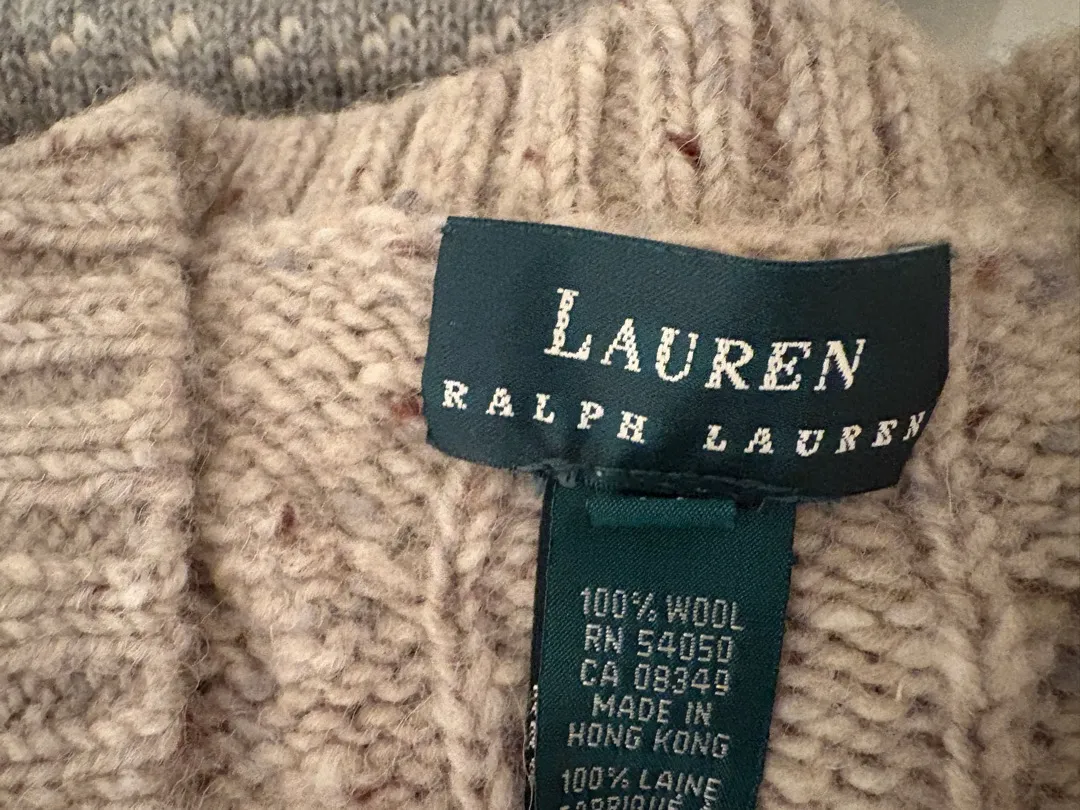 LAUREN
RALPH LAUREN
100% WOOL
RN 54050
CA 08349
MADE IN
HONG KONG
100% LAINE